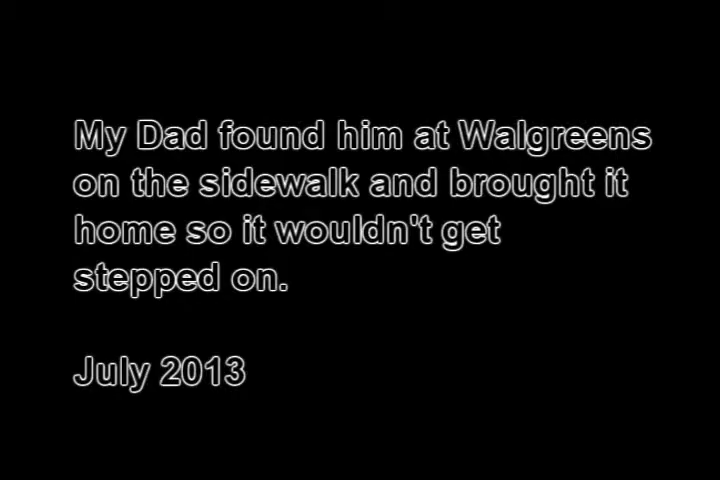 My Dad found him at Walgreens
on the sidewalk and brought it
home so it wouldn't get
stepped on.
July 2013